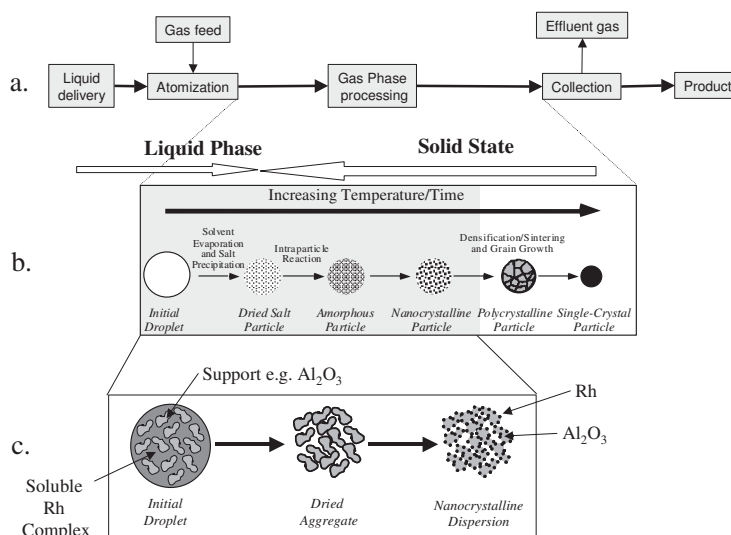 a.
Gas feed
Effluent gas
Liquid
delivery
Atomization
Gas Phase
processing
Collection
Product
Liquid Phase
Solid State
b.
Increasing Temperature/Time
Solvent
Evaporation
and Salt
Precipitation
Intraparticle
Reaction
Densification/Sintering
and Grain Growth
Initial
Droplet
Dried Salt
Particle
Amorphous
Particle
Nanocrystalline
Particle
Polycrystalline
Particle
Single-Crystal
Particle
c.
Support e.g. Al₂O₃
Rh
Al₂O₃
Soluble
Rh
Complex
Initial
Droplet
Dried
Aggregate
Nanocrystalline
Dispersion